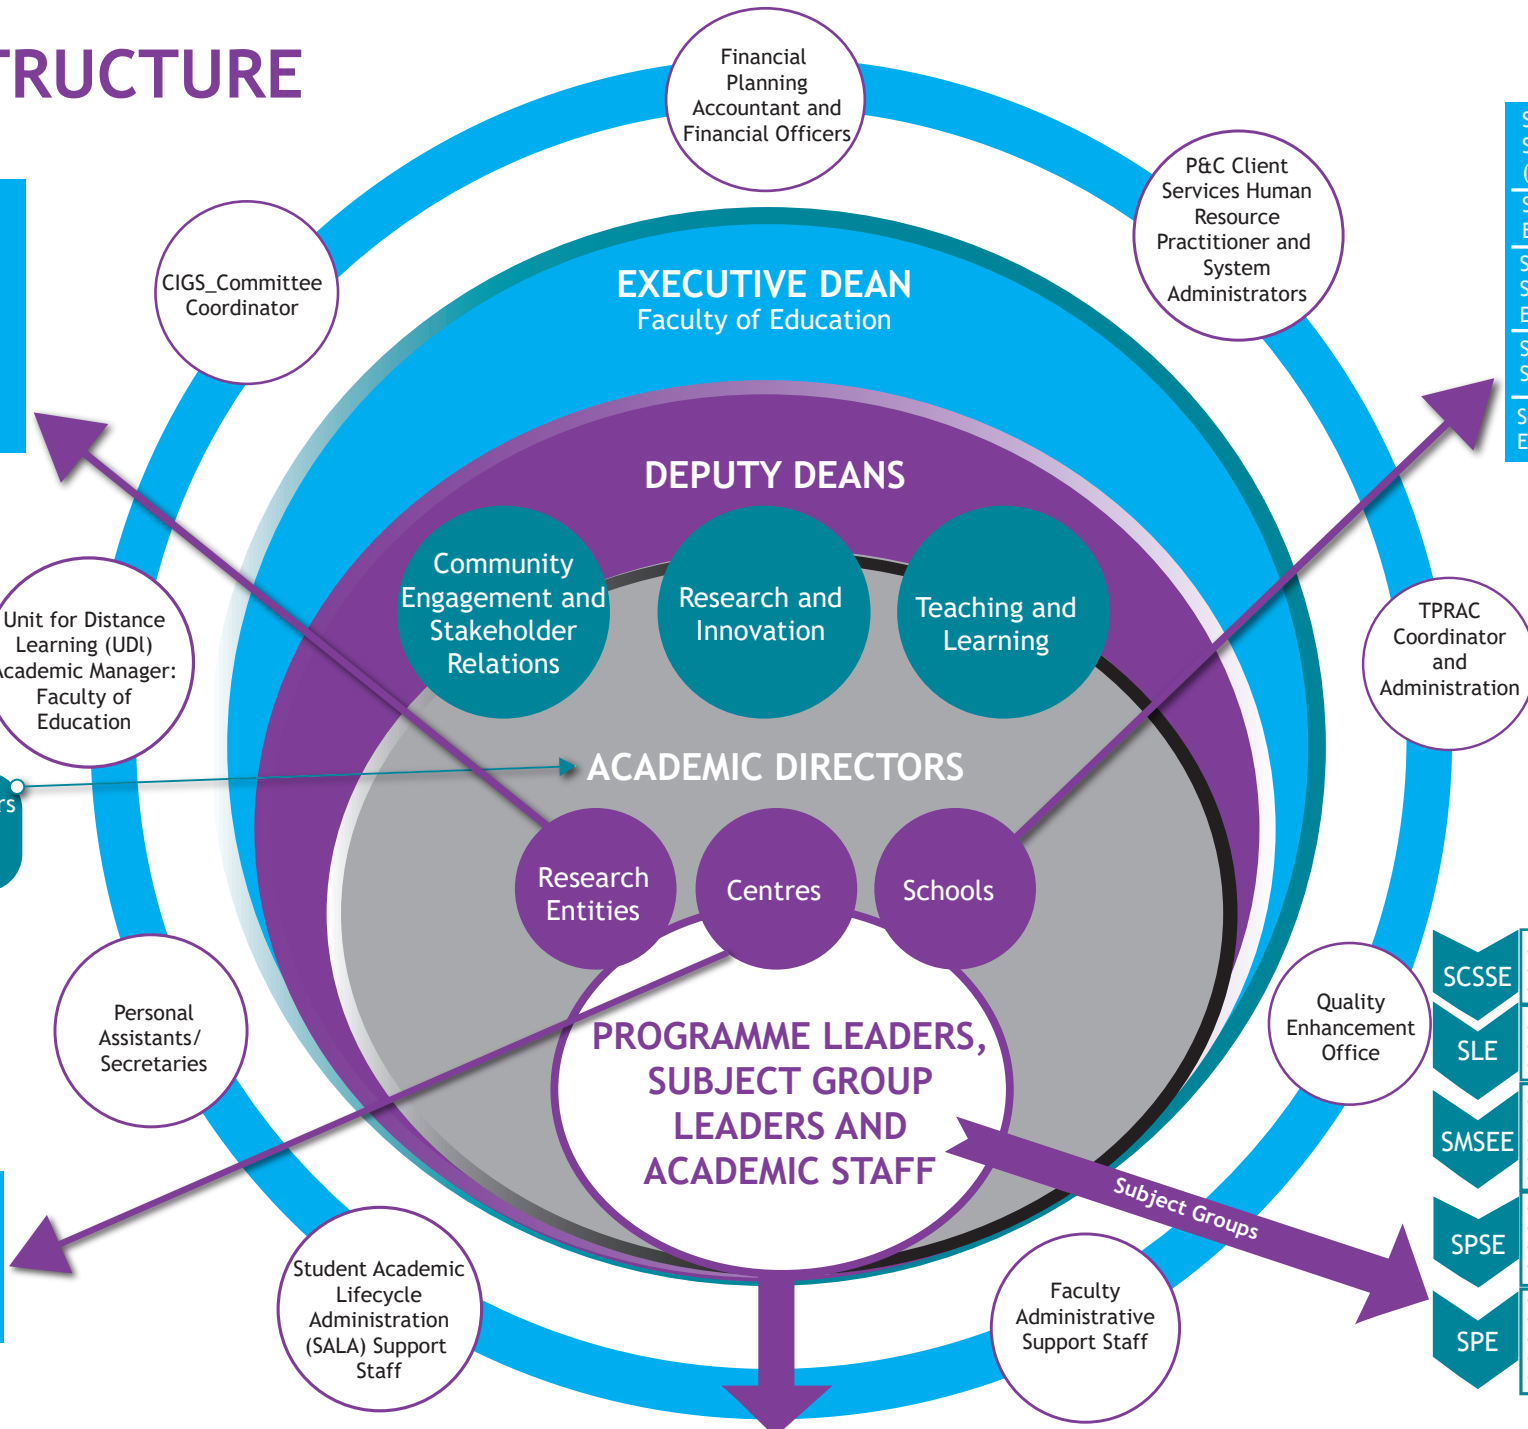 TRUCTURE
Financial
Planning
Accountant and
Financial Officers
P&C Client
Services Human
Resource
Practitioner and
System
Administrators
CIGS_Committee
Coordinator
EXECUTIVE DEAN
Faculty of Education
DEPUTY DEANS
Community
Engagement and
Stakeholder
Relations
Research and
Innovation
Teaching and
Learning
Unit for Distance
Learning (UDl)
Academic Manager:
Faculty of
Education
TPRAC
Coordinator
and
Administration
ACADEMIC DIRECTORS
rs
Research
Entities
Centres
Schools
Personal
Assistants/
Secretaries
Quality
Enhancement
Office
PROGRAMME LEADERS,
SUBJECT GROUP
LEADERS AND
ACADEMIC STAFF
Subject Groups
SCSSE
SLE
SMSEE
SPSE
SPE
Student Academic
Lifecycle
Administration
(SALA) Support
Staff
Faculty
Administrative
Support Staff